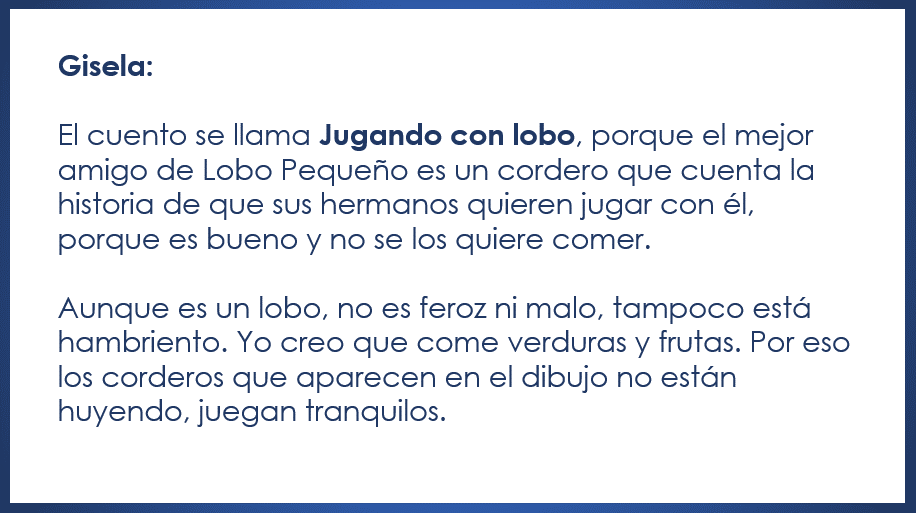 Gisela:
El cuento se llama Jugando con lobo, porque el mejor
amigo de Lobo Pequeño es un cordero que cuenta la
historia de que sus hermanos quieren jugar con él,
porque es bueno y no se los quiere comer.
Aunque es un lobo, no es feroz ni malo, tampoco está
hambriento. Yo creo que come verduras y frutas. Por eso
los corderos que aparecen en el dibujo no están
huyendo, juegan tranquilos.